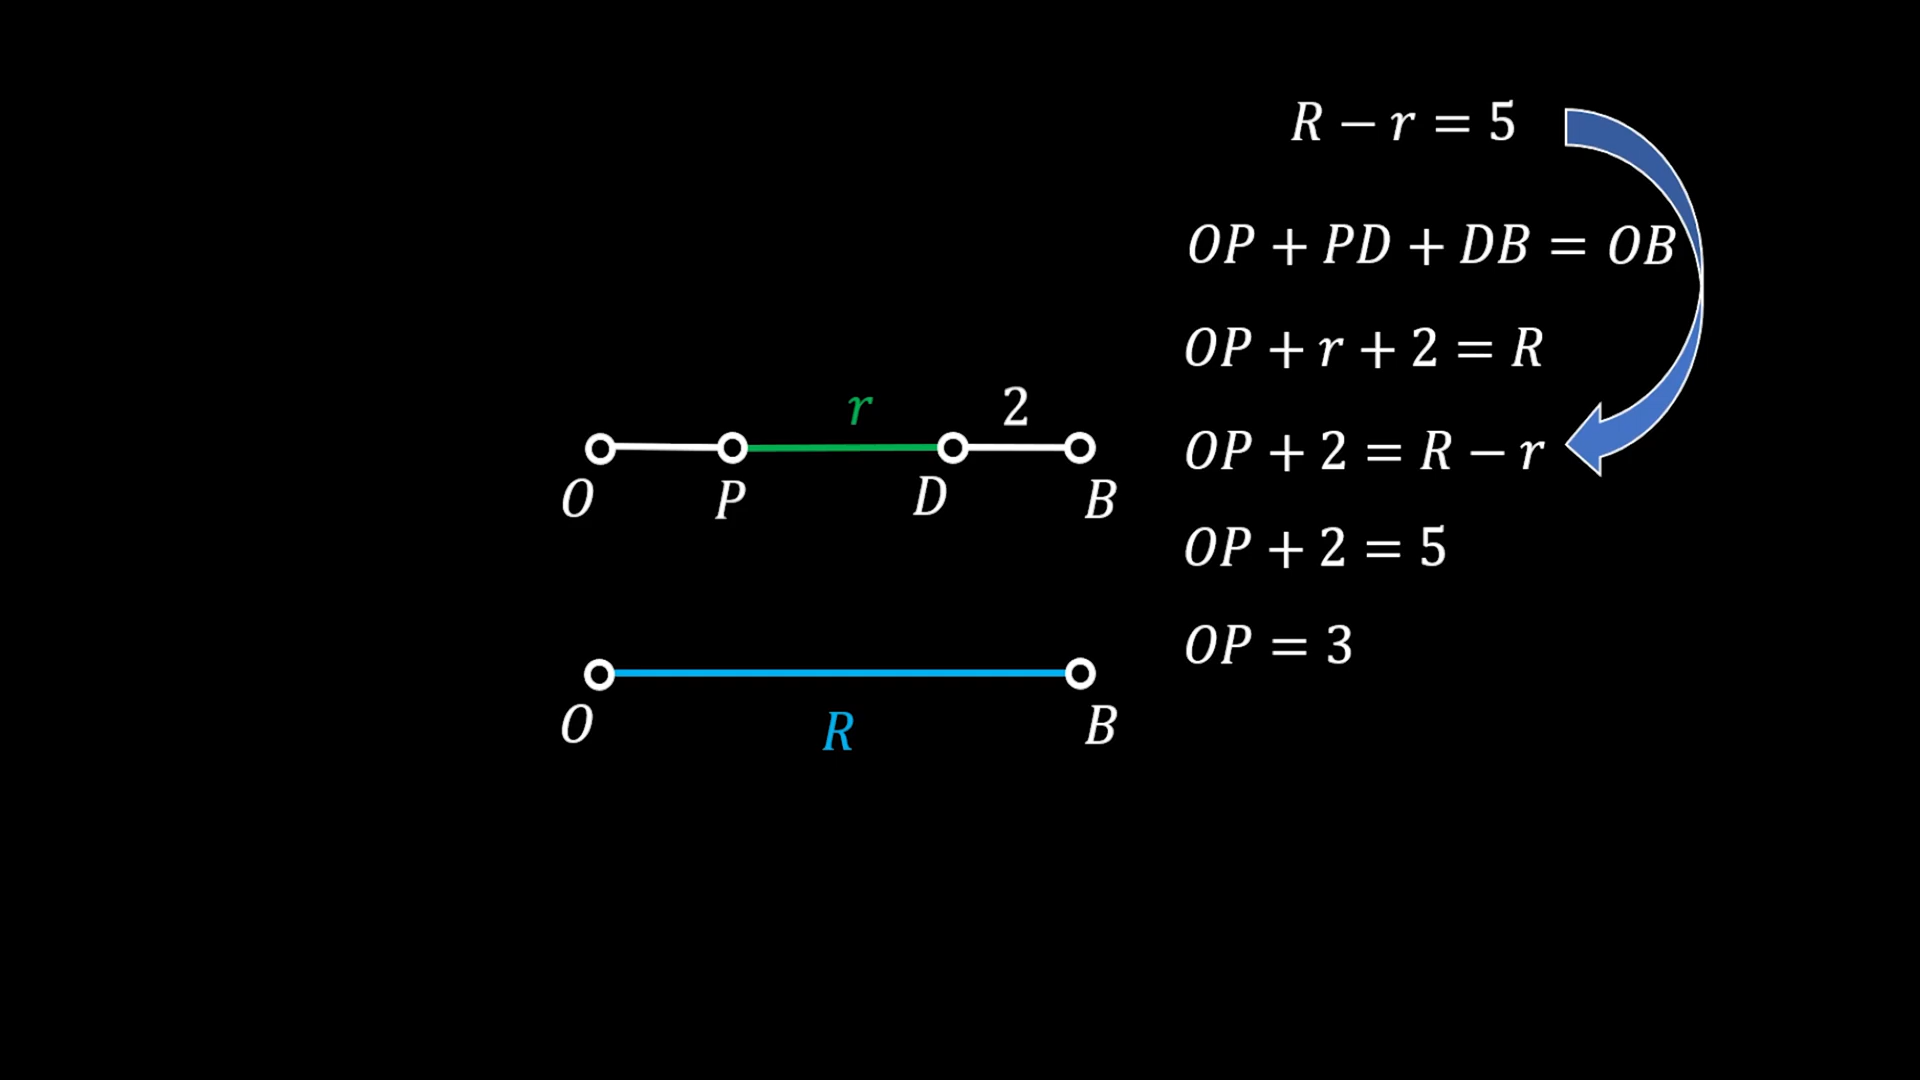 R − r = 5
OP + PD + DB = OB
OP + r + 2 = R
r 2
OP + 2 = R − r
O P D B
OP + 2 = 5
OP = 3
O R B